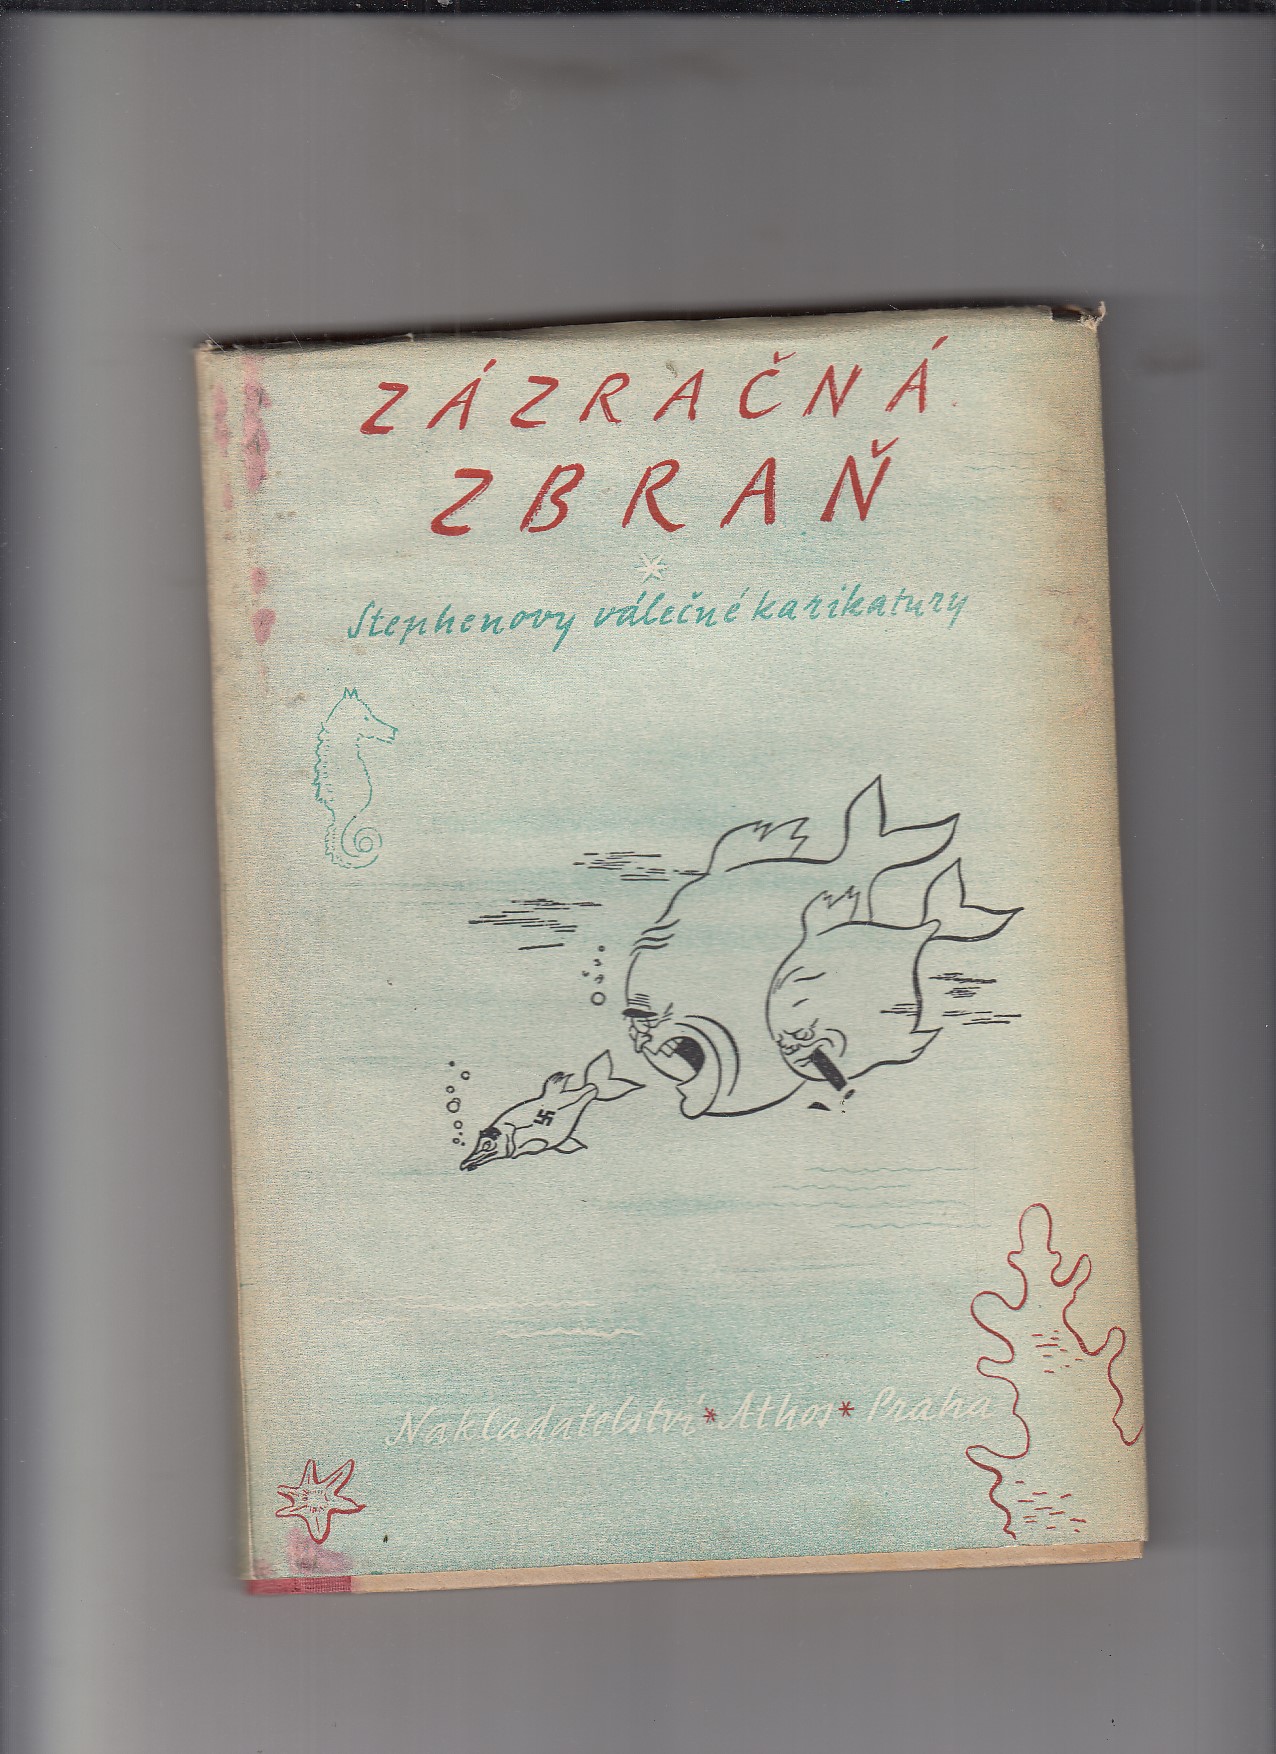 ZÁZRAČNÁ
ZBRAŇ
Stephenovy válečné karikatury
Nakladatelství * Athos * Praha